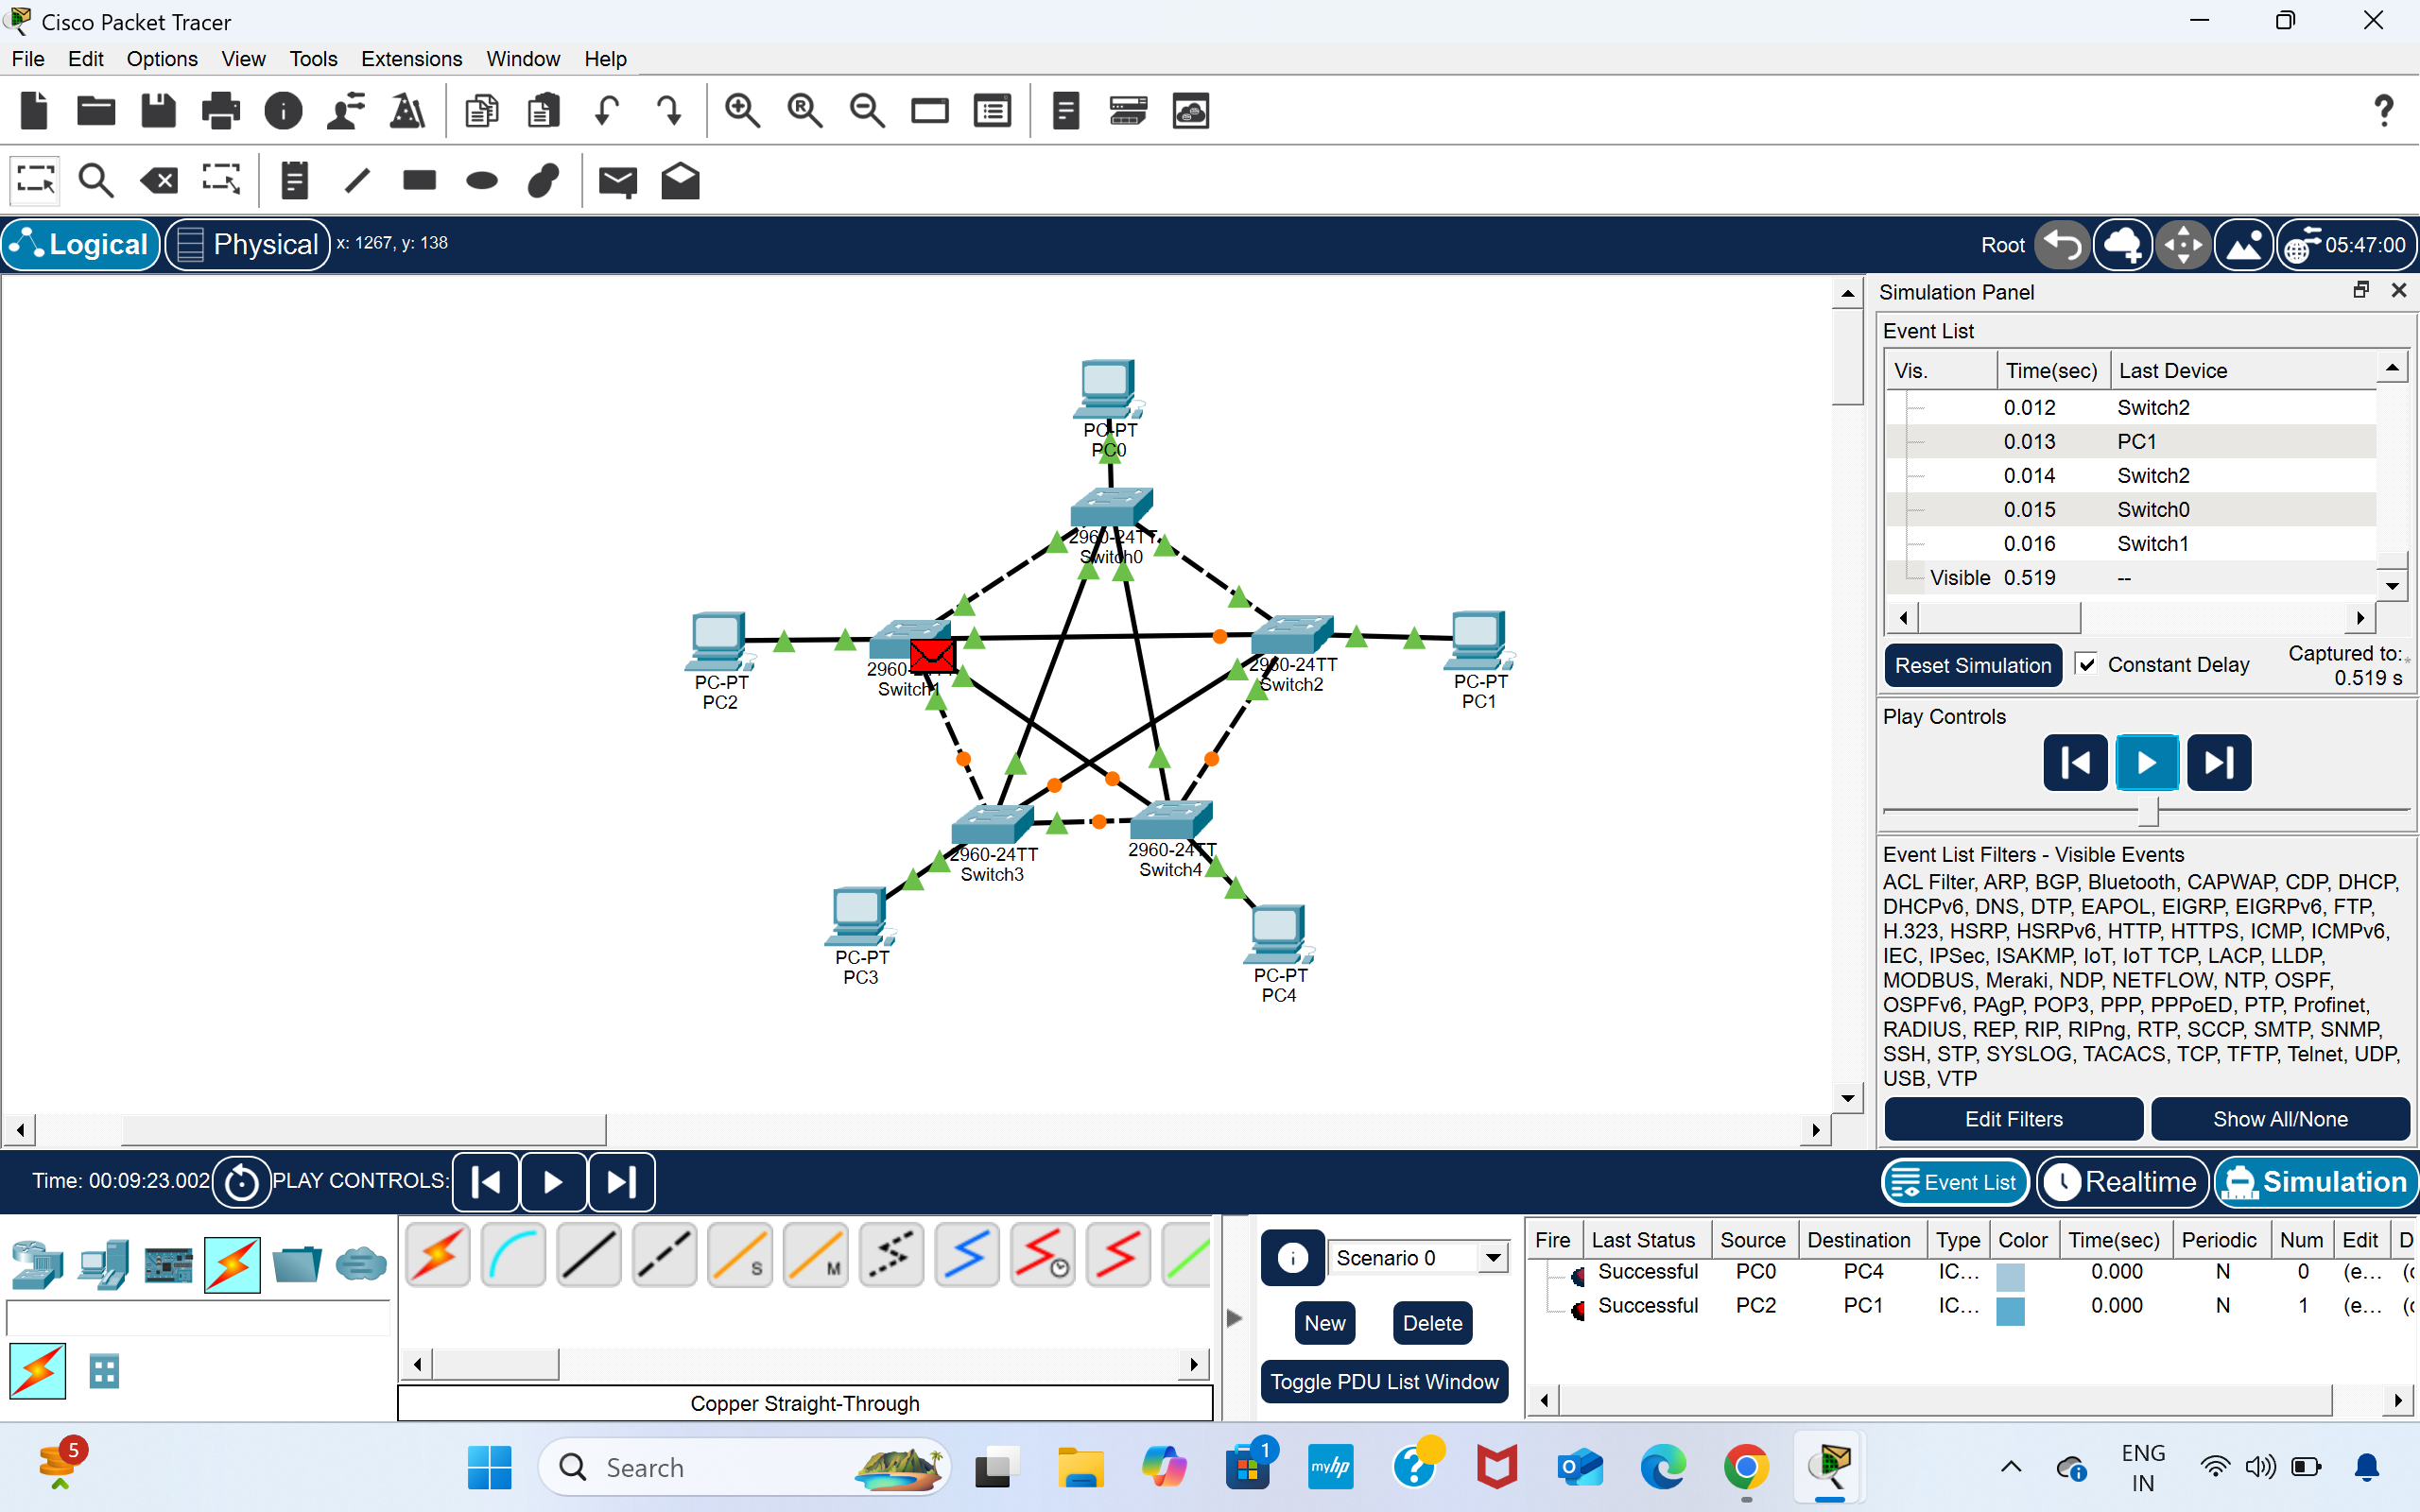 Cisco Packet Tracer
File Edit Options View Tools Extensions Window Help
Logical Physical x: 1267, y: 138 Root 05:47:00
Simulation Panel
Event List
Vis. Time(sec) Last Device
0.012 Switch2
0.013 PC1
0.014 Switch2
0.015 Switch0
0.016 Switch1
Visible 0.519 --
Reset Simulation Constant Delay Captured to:
0.519 s
Play Controls
Event List Filters - Visible Events
ACL Filter, ARP, BGP, Bluetooth, CAPWAP, CDP, DHCP,
DHCPv6, DNS, DTP, EAPOL, EIGRP, EIGRPv6, FTP,
H.323, HSRP, HSRPv6, HTTP, HTTPS, ICMP, ICMPv6,
IEC, IPSec, ISAKMP, IoT, IoT TCP, LACP, LLDP,
MODBUS, Meraki, NDP, NETFLOW, NTP, OSPF,
OSPFv6, PAgP, POP3, PPP, PPPoED, PTP, Profinet,
RADIUS, REP, RIP, RIPng, RTP, SCCP, SMTP, SNMP,
SSH, STP, SYSLOG, TACACS, TCP, TFTP, Telnet, UDP,
USB, VTP
Edit Filters Show All/None
PC-PT
PC0
2960-24TT
Switch0
PC-PT
PC2
2960-
Switch1
2960-24TT
Switch2
PC-PT
PC1
2960-24TT
Switch3
2960-24TT
Switch4
PC-PT
PC3
PC-PT
PC4
Time: 00:09:23.002 PLAY CONTROLS: Event List Realtime Simulation
S M
Copper Straight-Through
Scenario 0
New Delete
Toggle PDU List Window
Fire Last Status Source Destination Type Color Time(sec) Periodic Num Edit D
Successful PC0 PC4 IC... 0.000 N 0 (e...
Successful PC2 PC1 IC... 0.000 N 1 (e...
5
Search
1
myhp
ENG
IN